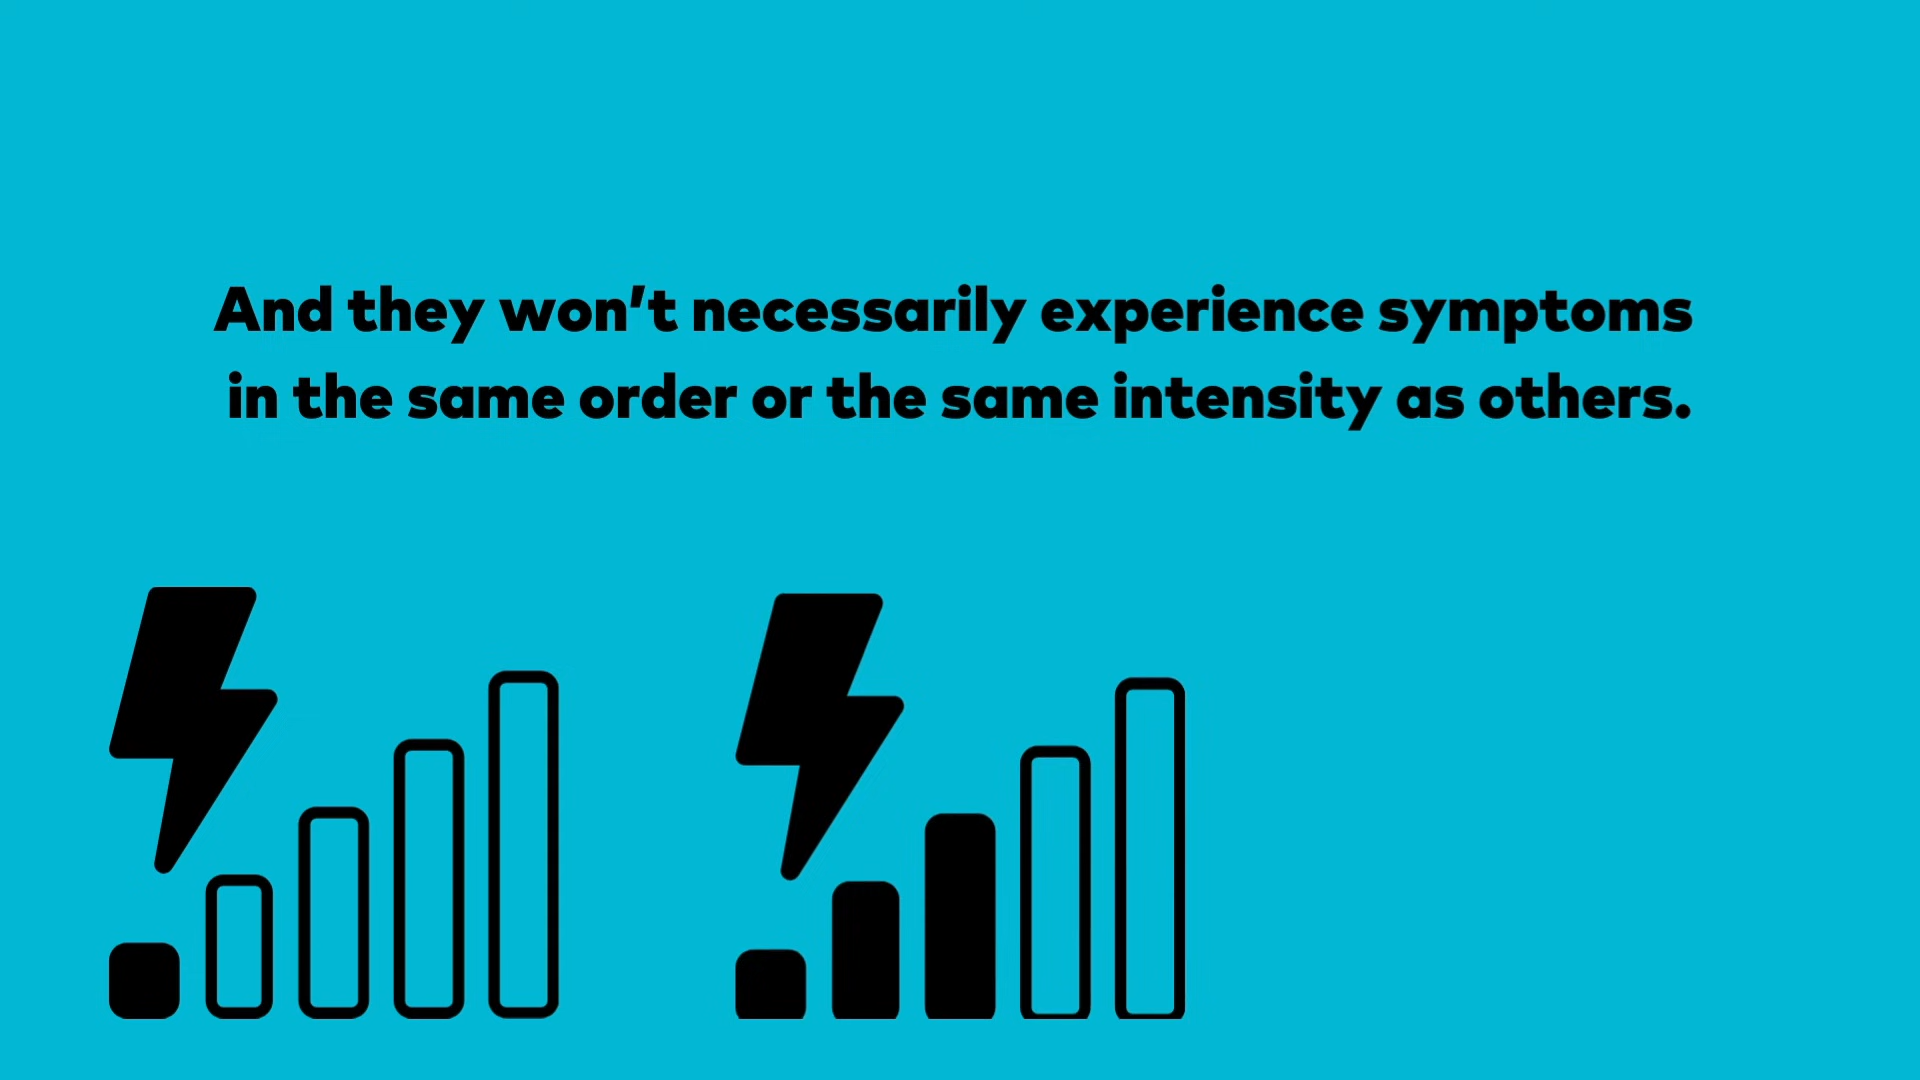 And they won’t necessarily experience symptoms
in the same order or the same intensity as others.